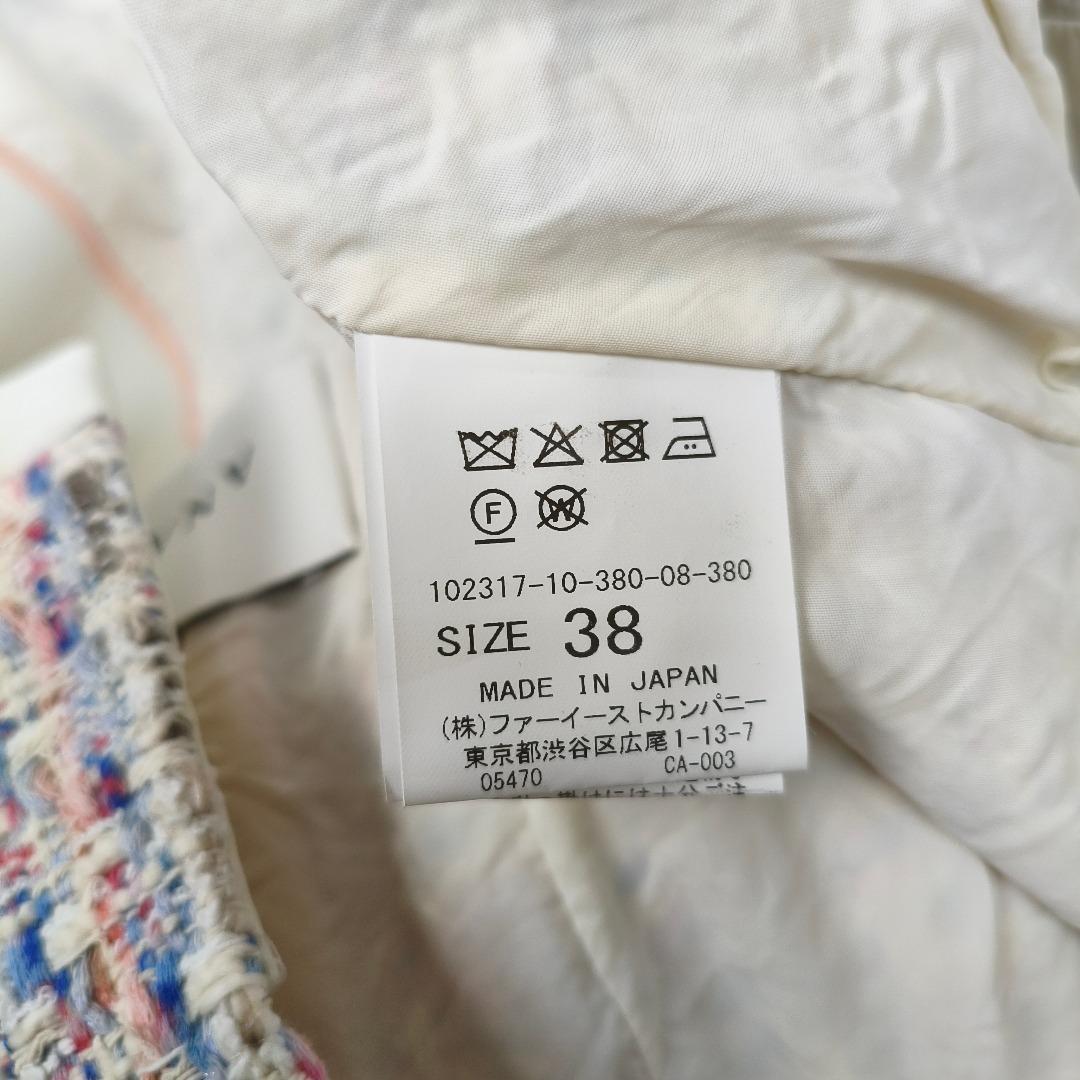 F W
102317-10-380-08-380
SIZE 38
MADE IN JAPAN
(株)ファーイーストカンパニー
東京都渋谷区広尾1-13-7
05470 CA-003